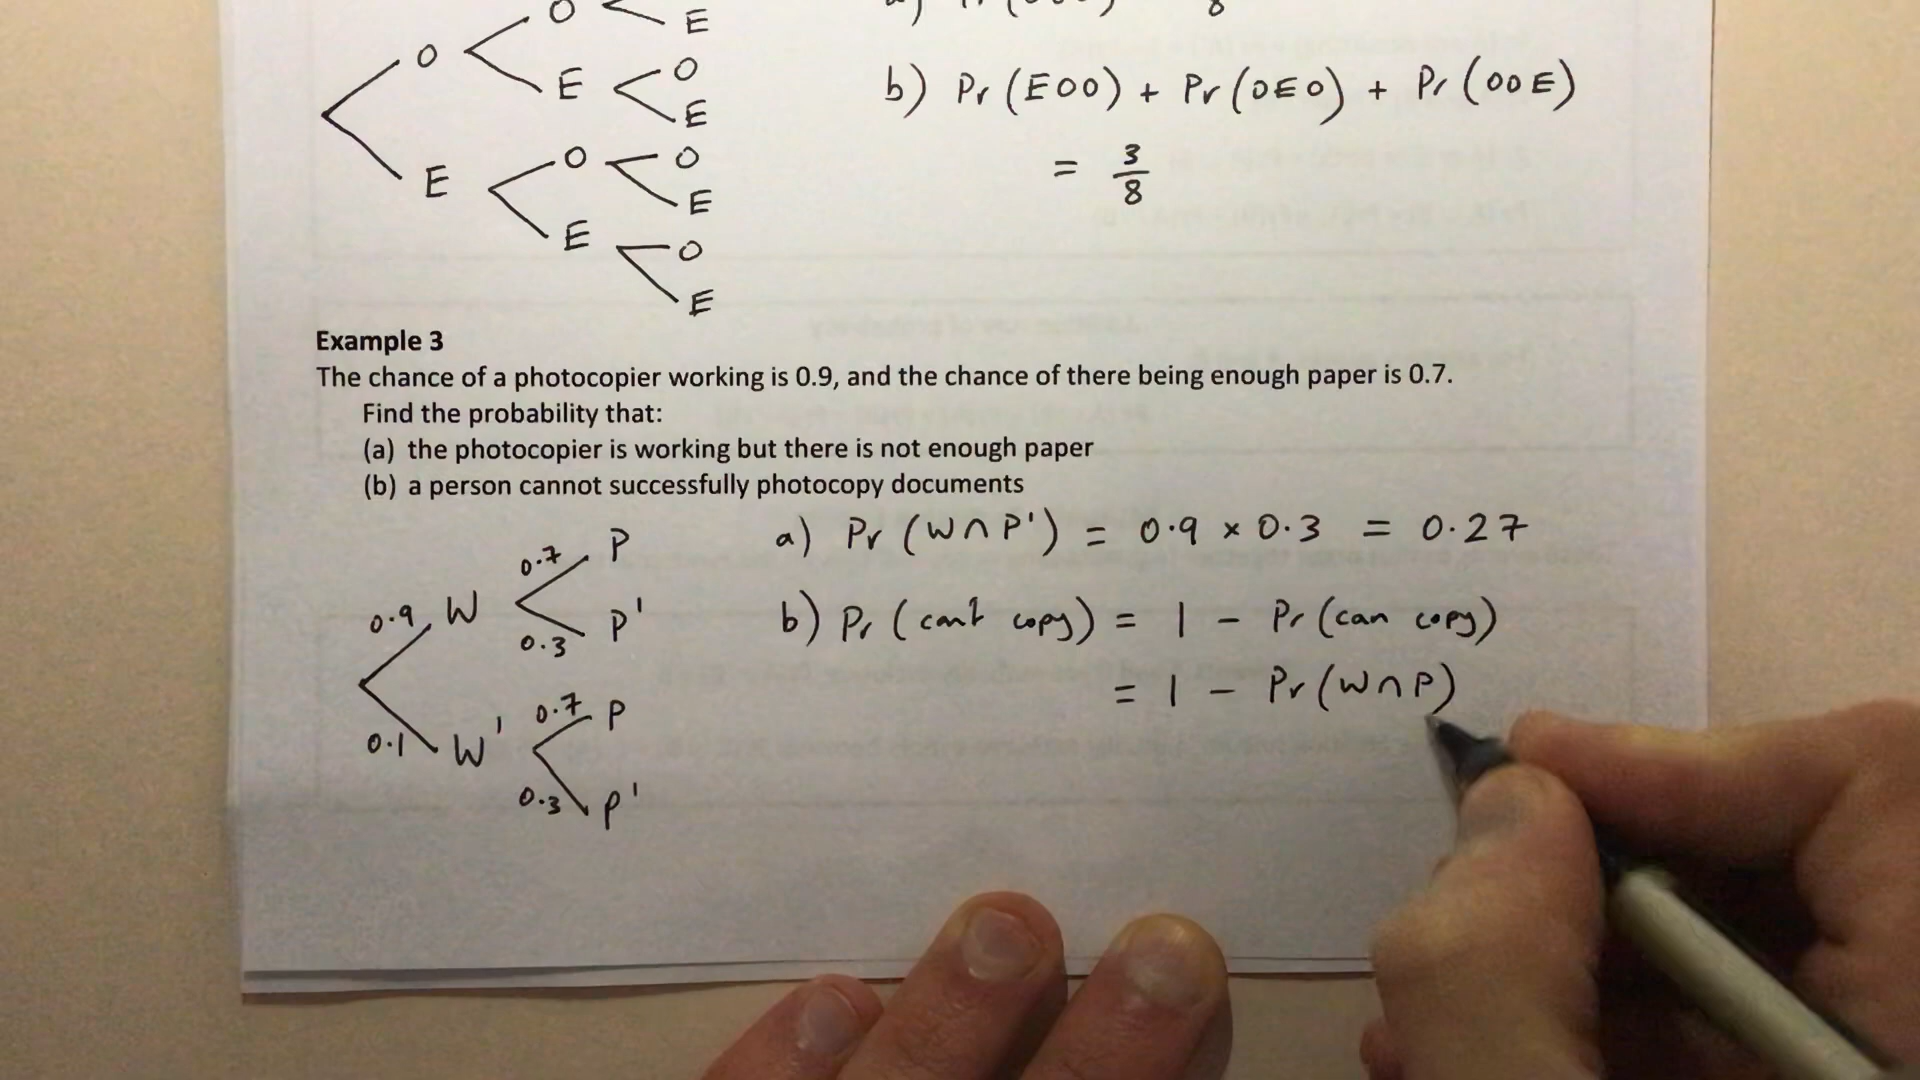 O E
a) Pr(OOO) 8
O
E O
E
b) Pr(EOO) + Pr(OEO) + Pr(OOE)
= 3/8
E O O
E
E O
E
Example 3
The chance of a photocopier working is 0.9, and the chance of there being enough paper is 0.7.
Find the probability that:
(a) the photocopier is working but there is not enough paper
(b) a person cannot successfully photocopy documents
0.9 W 0.7 P
0.3 P'
0.1 W' 0.7 P
0.3 P'
a) Pr(W∩P') = 0.9 × 0.3 = 0.27
b) Pr(can't copy) = 1 - Pr(can copy)
= 1 - Pr(W∩P)